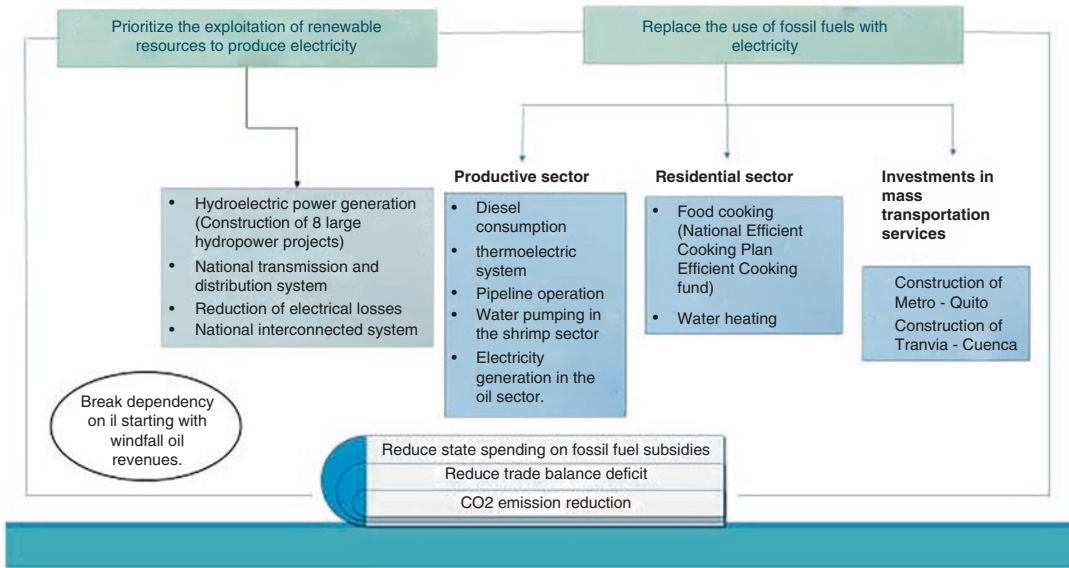 Prioritize the exploitation of renewable
resources to produce electricity
Replace the use of fossil fuels with
electricity
• Hydroelectric power generation
(Construction of 8 large
hydropower projects)
• National transmission and
distribution system
• Reduction of electrical losses
• National interconnected system
Productive sector
• Diesel
consumption
• thermoelectric
system
• Pipeline operation
• Water pumping in
the shrimp sector
• Electricity
generation in the
oil sector.
Residential sector
• Food cooking
(National Efficient
Cooking Plan
Efficient Cooking
fund)
• Water heating
Investments in
mass
transportation
services
Construction of
Metro - Quito
Construction of
Tranvia - Cuenca
Break dependency
on il starting with
windfall oil
revenues.
Reduce state spending on fossil fuel subsidies
Reduce trade balance deficit
CO2 emission reduction